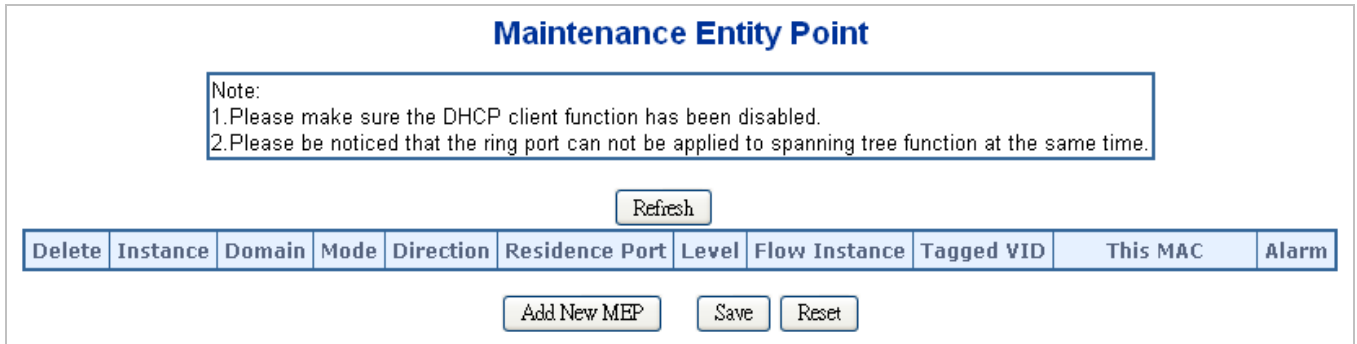 Maintenance Entity Point
Note:
1.Please make sure the DHCP client function has been disabled.
2.Please be noticed that the ring port can not be applied to spanning tree function at the same time.
Refresh
Delete Instance Domain Mode Direction Residence Port Level Flow Instance Tagged VID This MAC Alarm
Add New MEP Save Reset